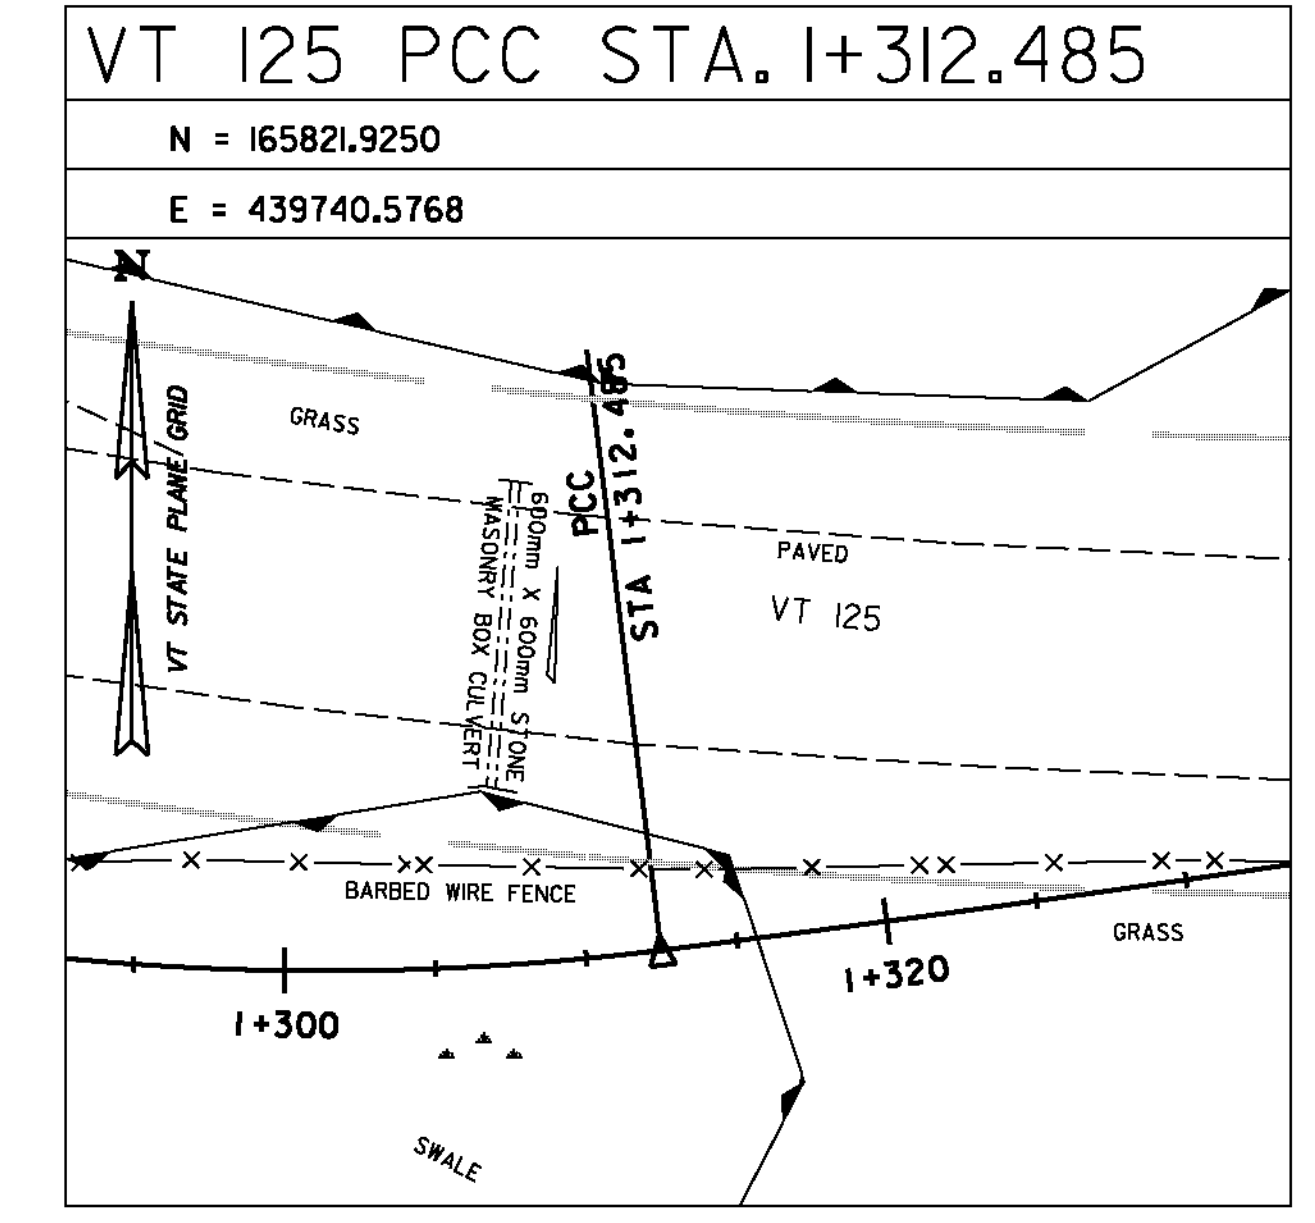 VT 125 PCC STA. 1+312.485
N = 165821.9250
E = 439740.5768
N
VT STATE PLANE/GRID
GRASS
600mm X 600mm STONE
MASONRY BOX CULVERT
PCC
STA 1+312.485
PAVED
VT 125
BARBED WIRE FENCE
GRASS
1+300
1+320
SWALE